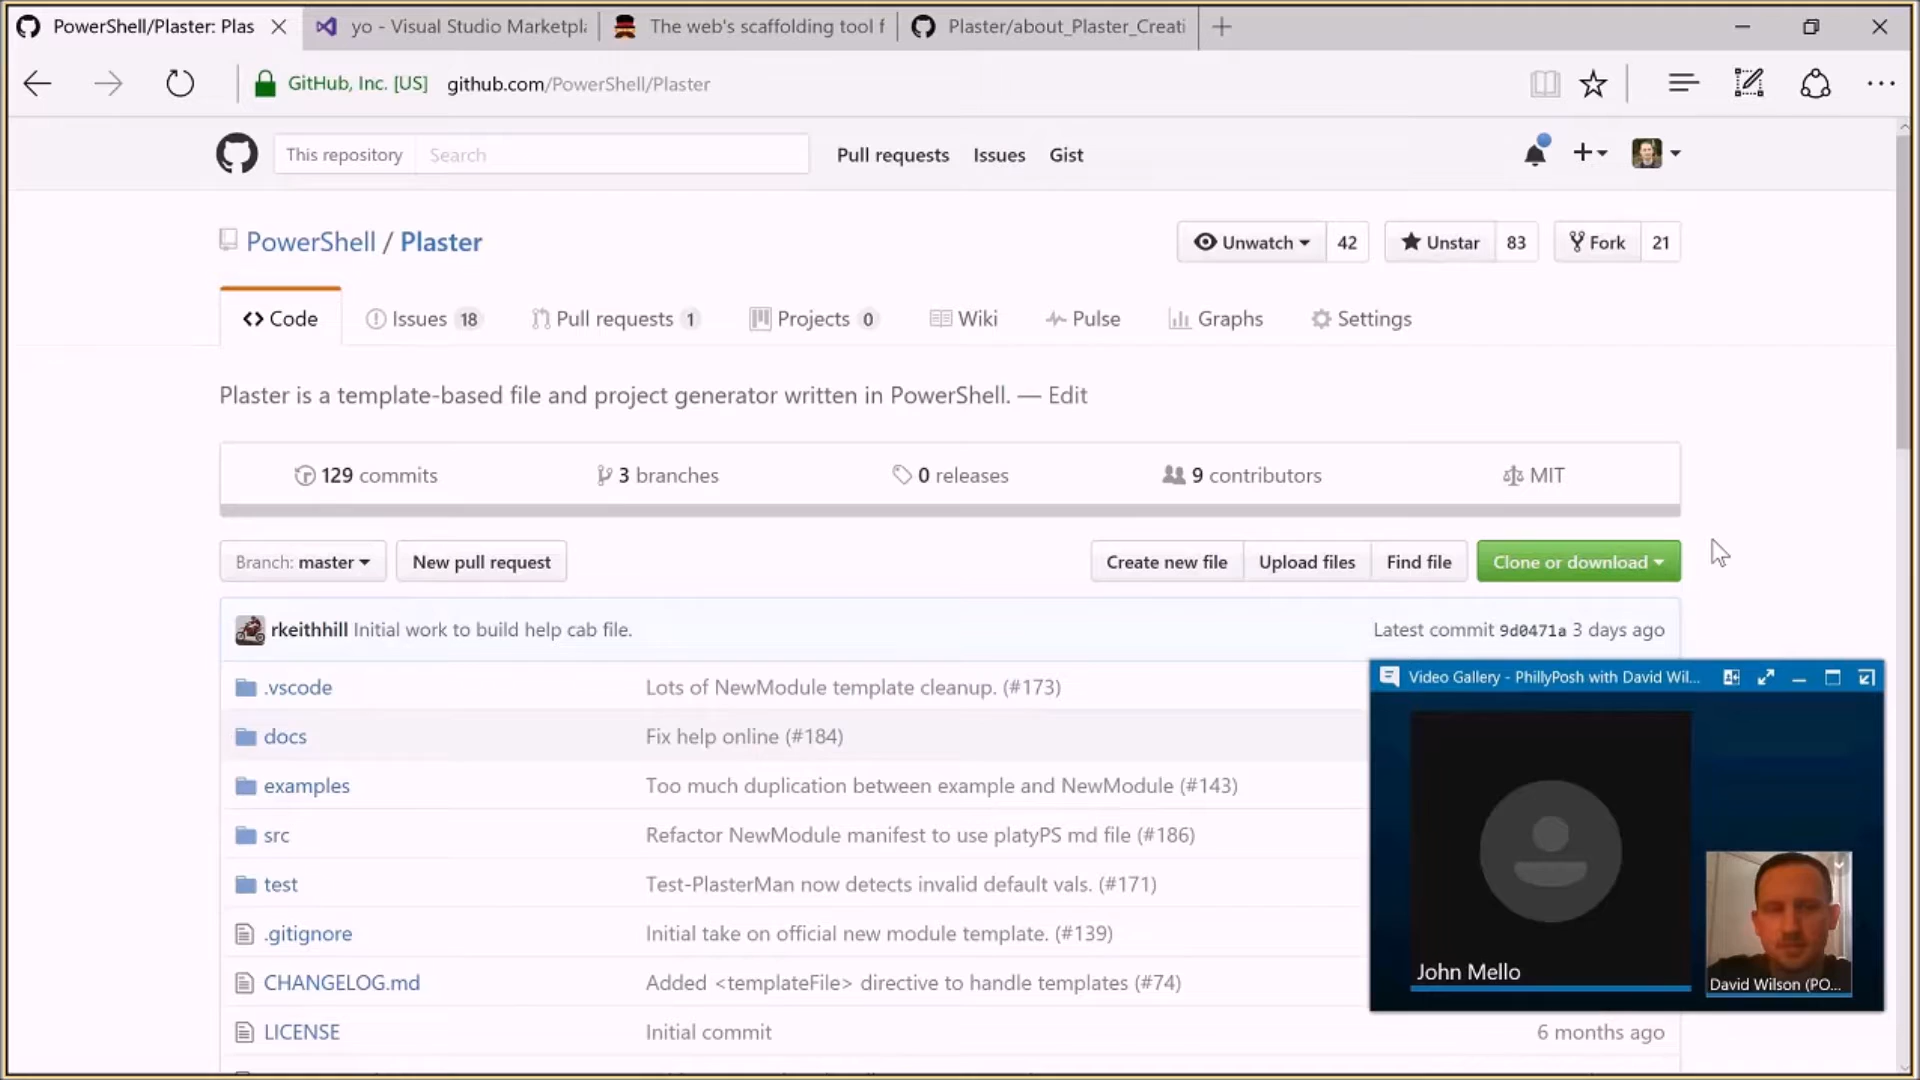 PowerShell/Plaster: Plas
yo - Visual Studio Marketpl
The web's scaffolding tool f
Plaster/about_Plaster_Creati
GitHub, Inc. [US] github.com/PowerShell/Plaster
This repository Search Pull requests Issues Gist
PowerShell / Plaster Unwatch 42 Unstar 83 Fork 21
Code Issues 18 Pull requests 1 Projects 0 Wiki Pulse Graphs Settings
Plaster is a template-based file and project generator written in PowerShell. — Edit
129 commits 3 branches 0 releases 9 contributors MIT
Branch: master New pull request Create new file Upload files Find file Clone or download
rkeithhill Initial work to build help cab file. Latest commit 9d0471a 3 days ago
.vscode Lots of NewModule template cleanup. (#173)
docs Fix help online (#184)
examples Too much duplication between example and NewModule (#143)
src Refactor NewModule manifest to use platyPS md file (#186)
test Test-PlasterMan now detects invalid default vals. (#171)
.gitignore Initial take on official new module template. (#139)
CHANGELOG.md Added <templateFile> directive to handle templates (#74)
LICENSE Initial commit 6 months ago
Video Gallery - PhillyPosh with David Wil...
John Mello
David Wilson (PO...